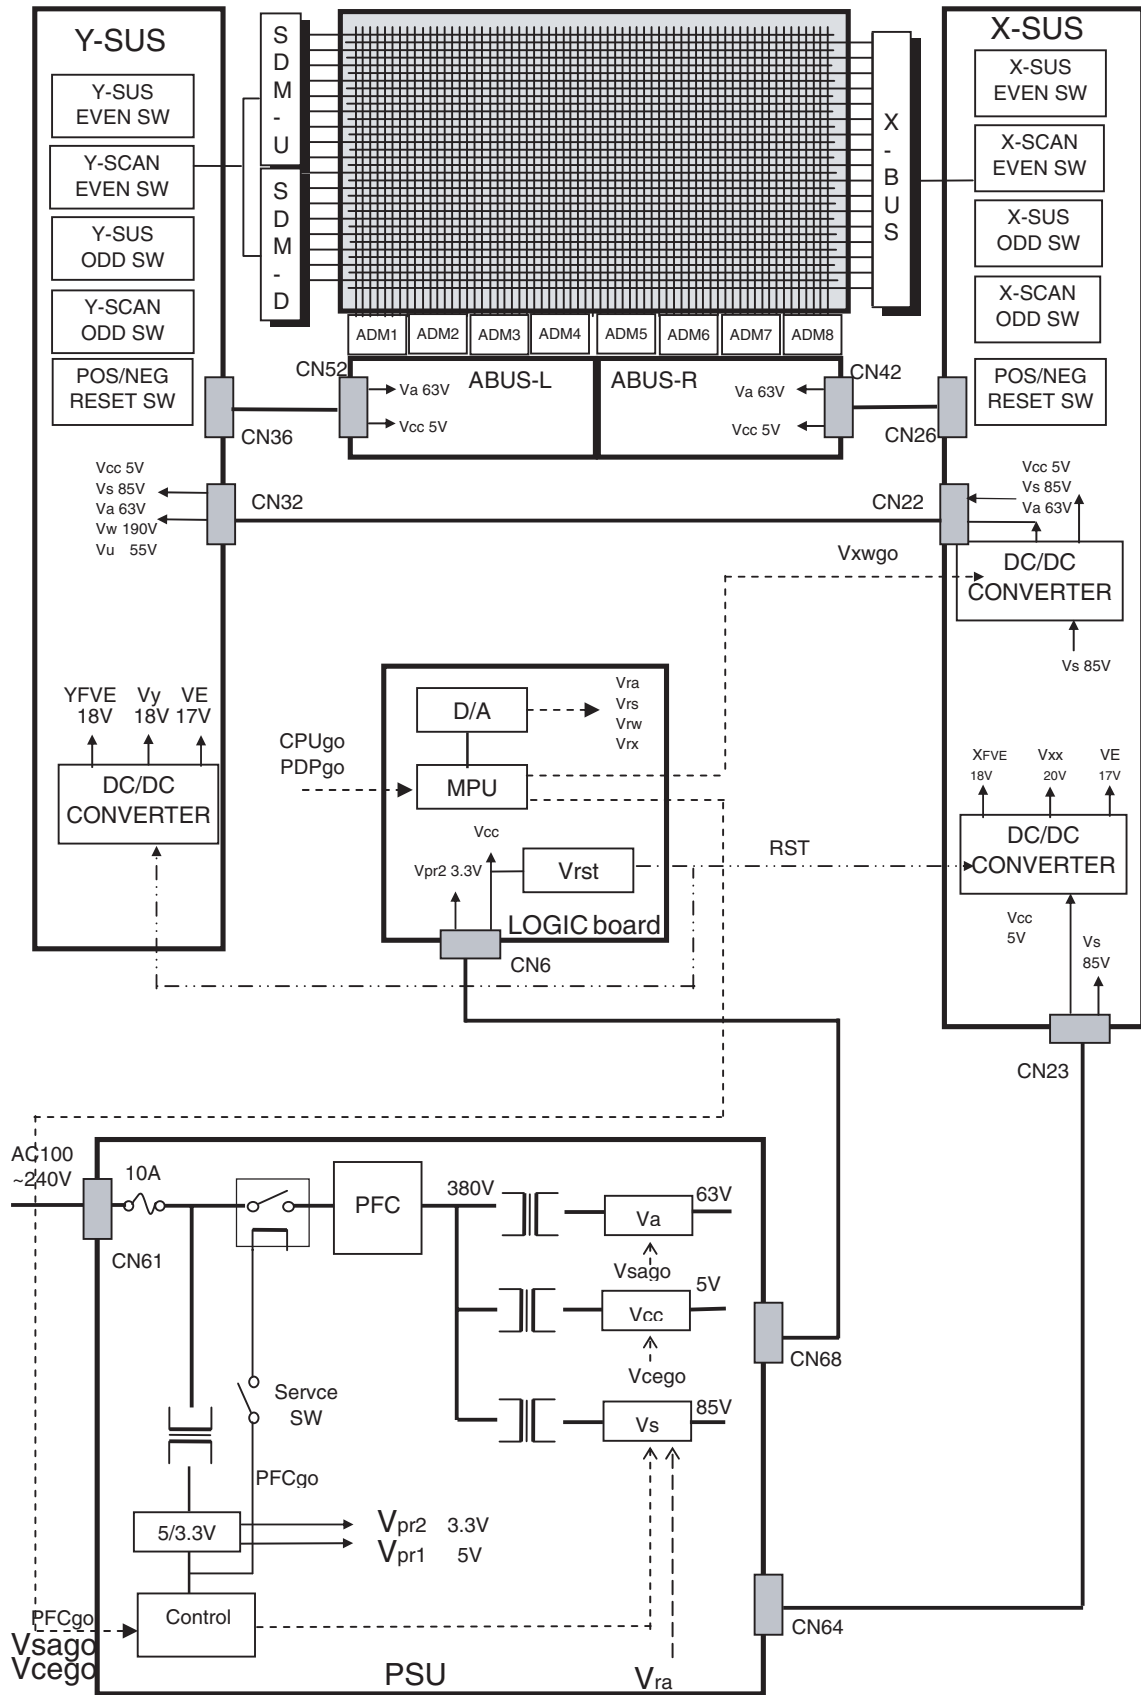 Y-SUS
Y-SUS
EVEN SW
Y-SCAN
EVEN SW
Y-SUS
ODD SW
Y-SCAN
ODD SW
POS/NEG
RESET SW
SDM-U
SDM-D
X-BUS
X-SUS
X-SUS
EVEN SW
X-SCAN
EVEN SW
X-SUS
ODD SW
X-SCAN
ODD SW
POS/NEG
RESET SW
ADM1 ADM2 ADM3 ADM4 ADM5 ADM6 ADM7 ADM8
CN52
ABUS-L
ABUS-R
CN42
Va 63V
Vcc 5V
Va 63V
Vcc 5V
CN36
CN26
Vcc 5V
Vs 85V
Va 63V
Vw 190V
Vu 55V
CN32
CN22
Vcc 5V
Vs 85V
Va 63V
Vxwgo
DC/DC
CONVERTER
Vs 85V
YFVE
18V
Vy
18V
VE
17V
DC/DC
CONVERTER
D/A
Vra
Vrs
Vrw
Vrx
CPUgo
PDPgo
MPU
Vcc
Vpr2 3.3V
Vrst
LOGIC board
CN6
RST
XFVE
18V
Vxx
20V
VE
17V
DC/DC
CONVERTER
Vcc
5V
Vs
85V
CN23
AC100
~240V
10A
CN61
PFC
380V
Va
63V
Vsago
Vcc
5V
Vcego
Vs
85V
CN68
Servce
SW
PFCgo
5/3.3V
Vpr2 3.3V
Vpr1 5V
Control
PFCgo
Vsago
Vcego
PSU
Vra
CN64